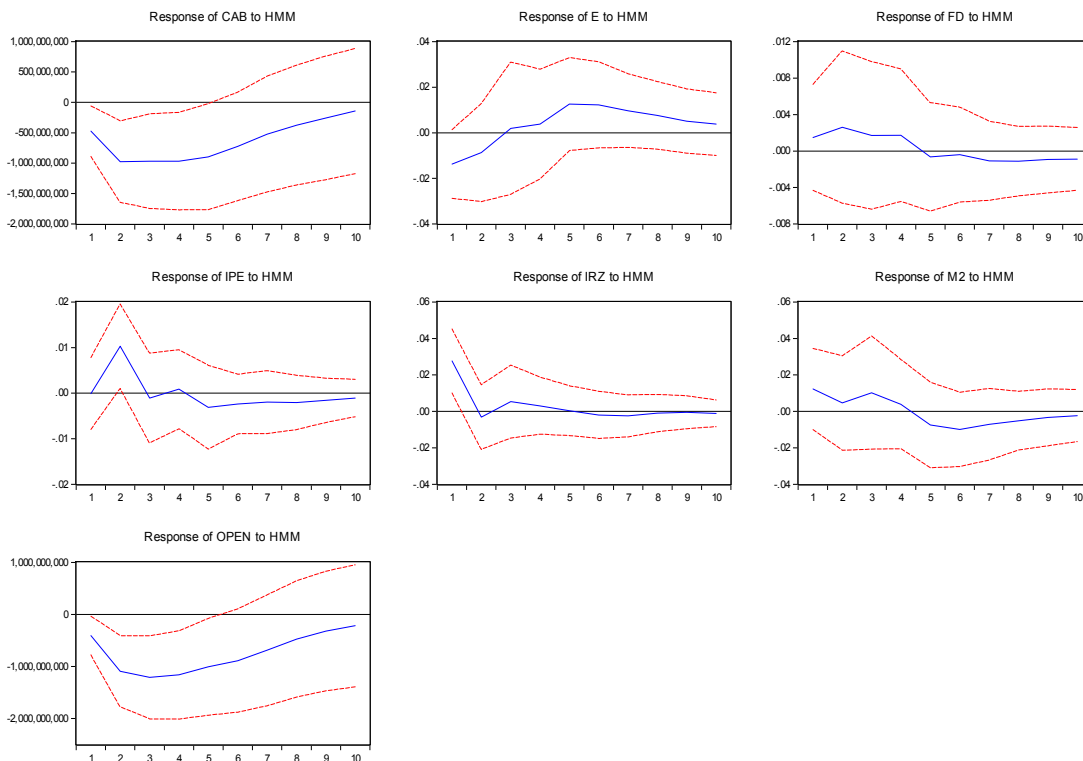 Response of CAB to HMM
1,000,000,000
500,000,000
0
-500,000,000
-1,000,000,000
-1,500,000,000
-2,000,000,000
1 2 3 4 5 6 7 8 9 10
Response of E to HMM
.04
.02
.00
-.02
-.04
1 2 3 4 5 6 7 8 9 10
Response of FD to HMM
.012
.008
.004
.000
-.004
-.008
1 2 3 4 5 6 7 8 9 10
Response of IPE to HMM
.02
.01
.00
-.01
-.02
1 2 3 4 5 6 7 8 9 10
Response of IRZ to HMM
.06
.04
.02
.00
-.02
-.04
1 2 3 4 5 6 7 8 9 10
Response of M2 to HMM
.06
.04
.02
.00
-.02
-.04
1 2 3 4 5 6 7 8 9 10
Response of OPEN to HMM
1,000,000,000
0
-1,000,000,000
-2,000,000,000
1 2 3 4 5 6 7 8 9 10